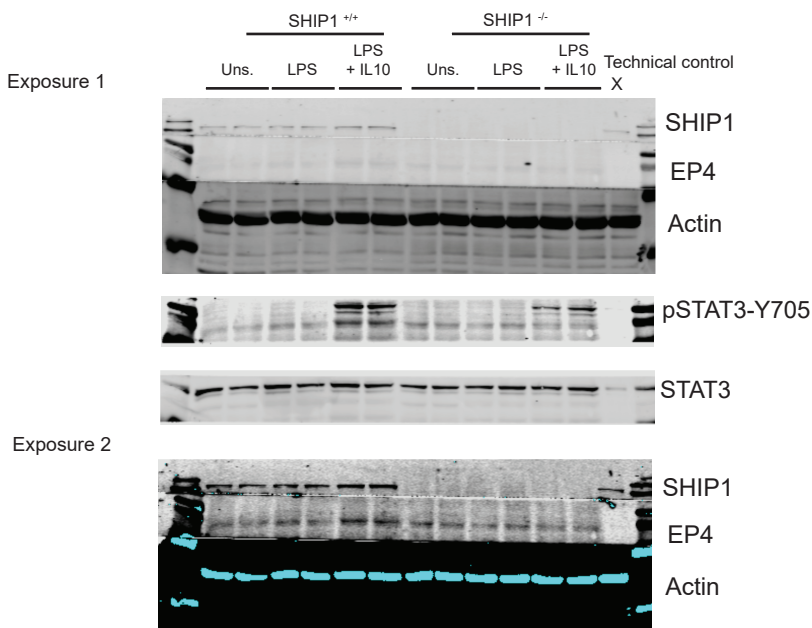 SHIP1 +/+ SHIP1 -/-
Uns. LPS LPS + IL10 Uns. LPS LPS + IL10 Technical control X
Exposure 1
SHIP1
EP4
Actin
pSTAT3-Y705
STAT3
Exposure 2
SHIP1
EP4
Actin